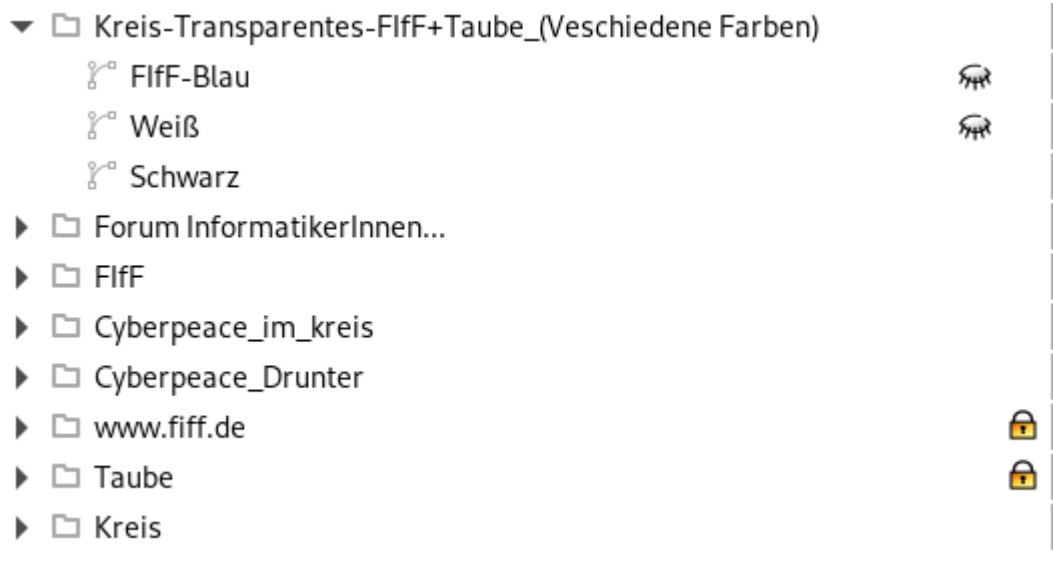 Kreis-Transparentes-FIfF+Taube_(Veschiedene Farben)
FIfF-Blau
Weiß
Schwarz
Forum InformatikerInnen...
FIfF
Cyberpeace_im_kreis
Cyberpeace_Drunter
www.fiff.de
Taube
Kreis